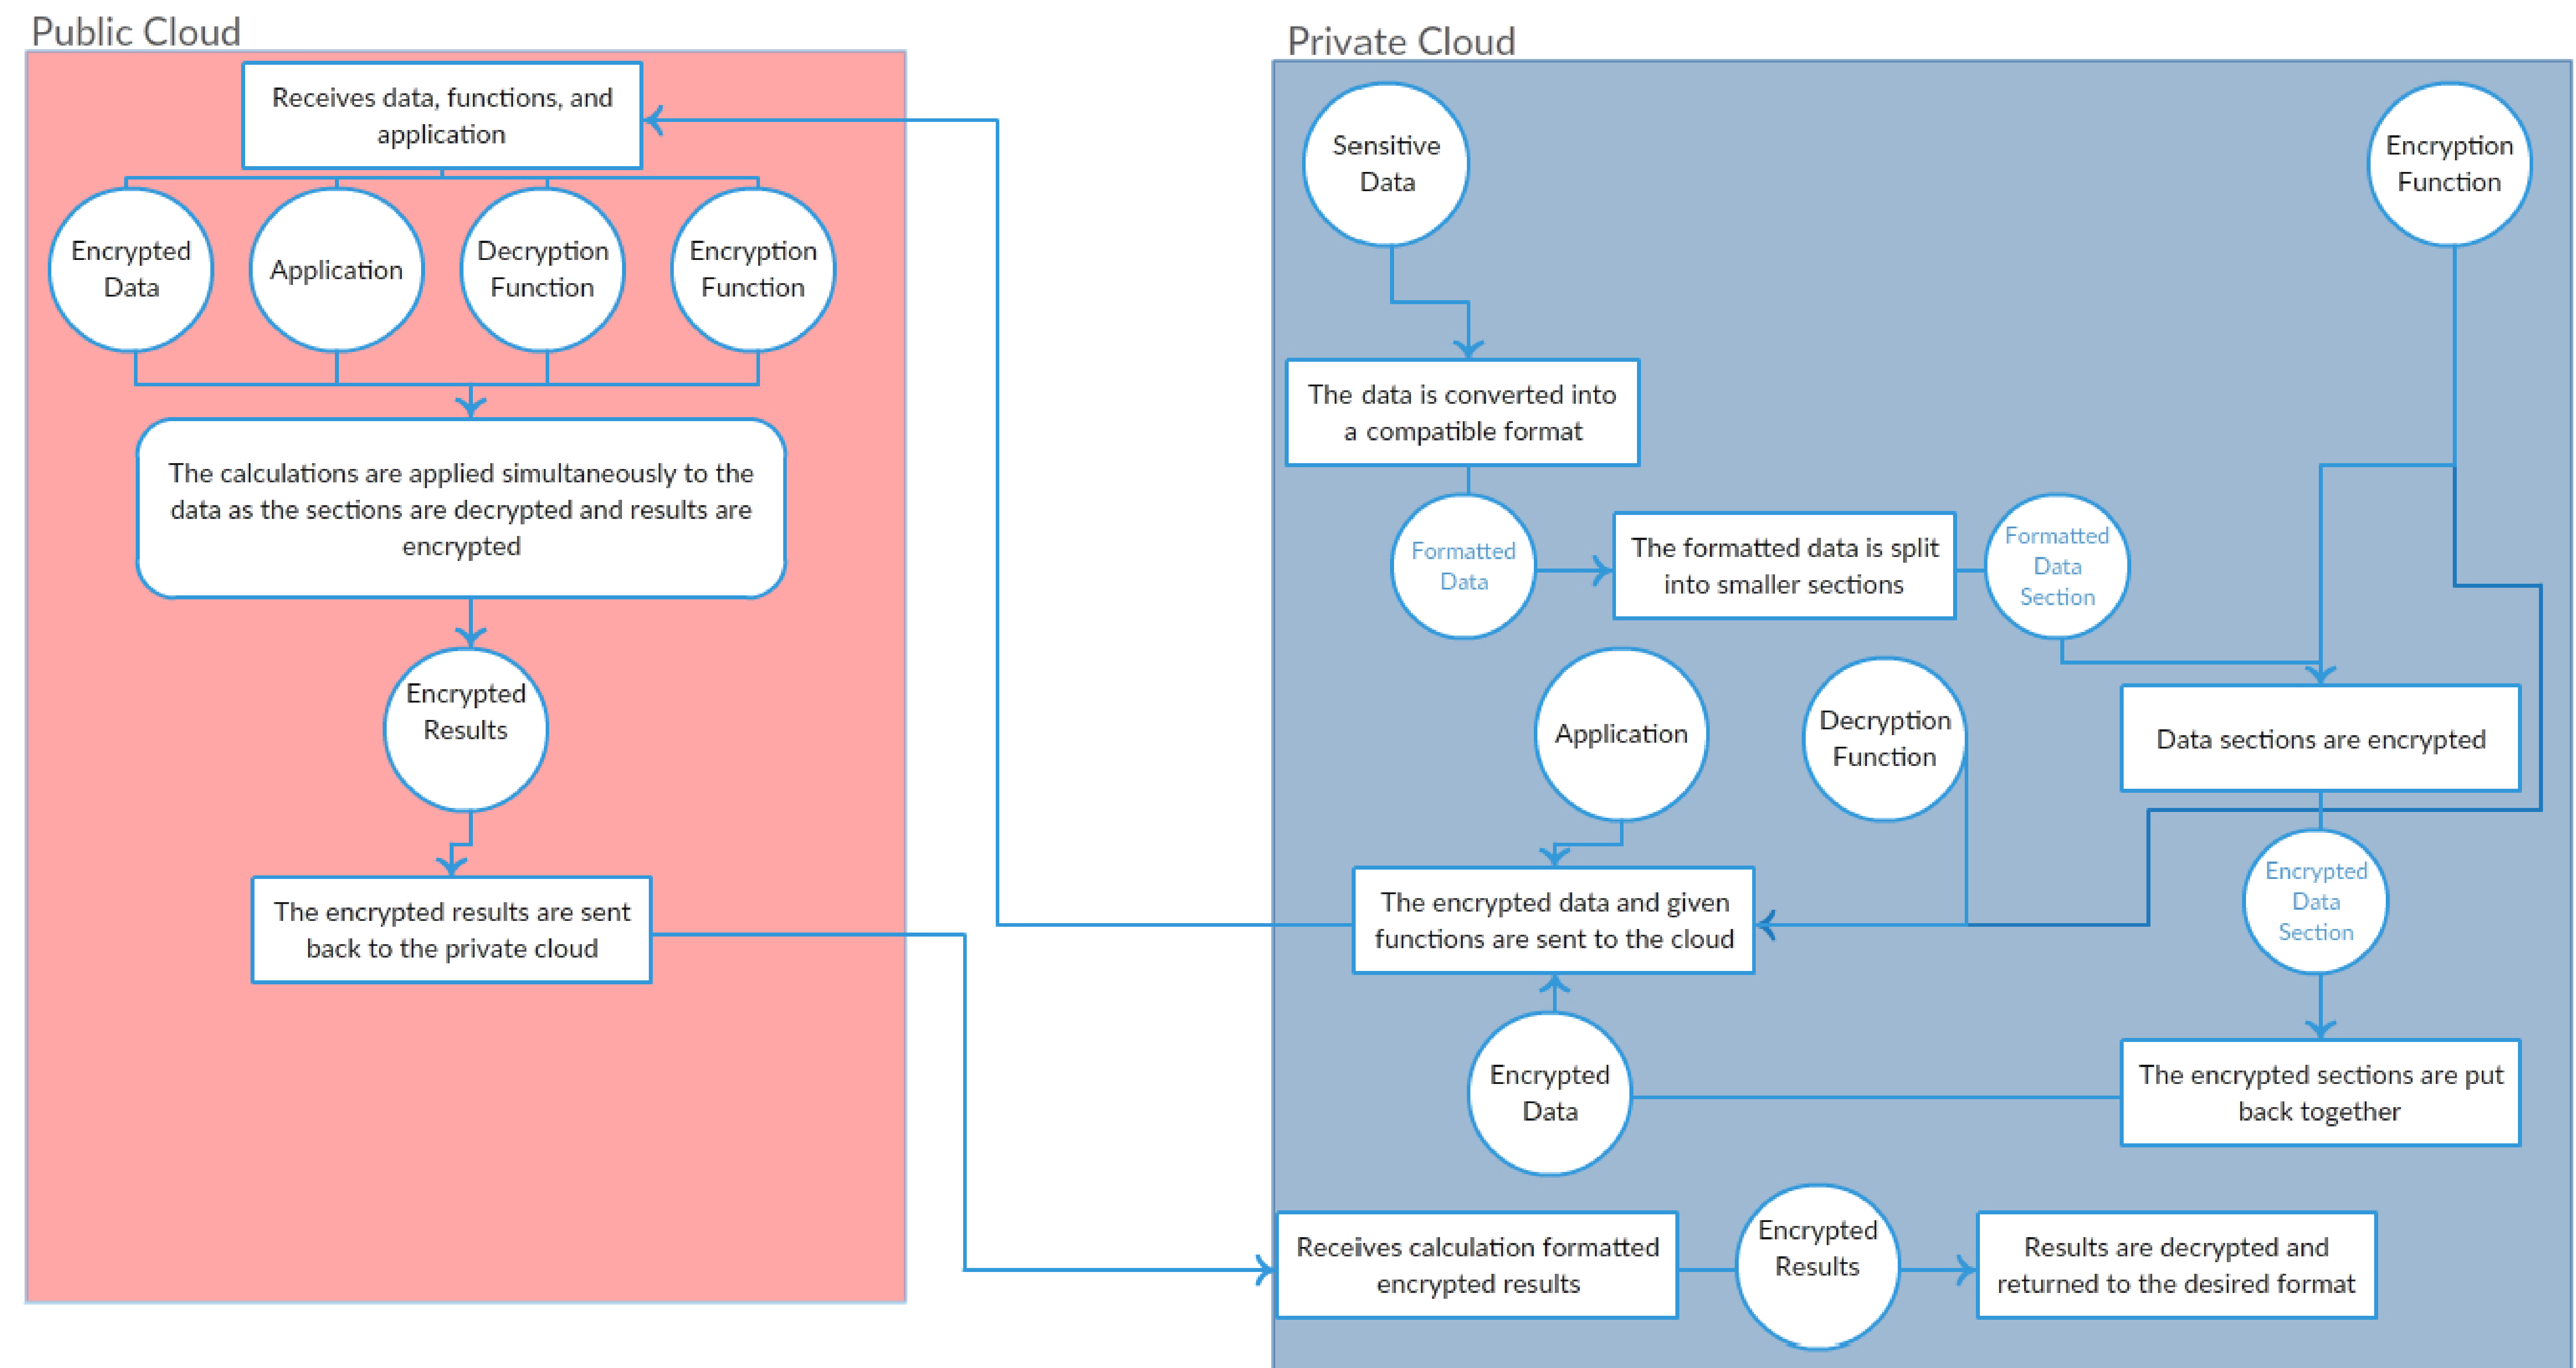 Public Cloud
Receives data, functions, and
application
Encrypted
Data
Application
Decryption
Function
Encryption
Function
The calculations are applied simultaneously to the
data as the sections are decrypted and results are
encrypted
Encrypted
Results
The encrypted results are sent
back to the private cloud
Private Cloud
Sensitive
Data
Encryption
Function
The data is converted into
a compatible format
Formatted
Data
The formatted data is split
into smaller sections
Formatted
Data
Section
Application
Decryption
Function
Data sections are encrypted
The encrypted data and given
functions are sent to the cloud
Encrypted
Data
Section
Encrypted
Data
The encrypted sections are put
back together
Receives calculation formatted
encrypted results
Encrypted
Results
Results are decrypted and
returned to the desired format